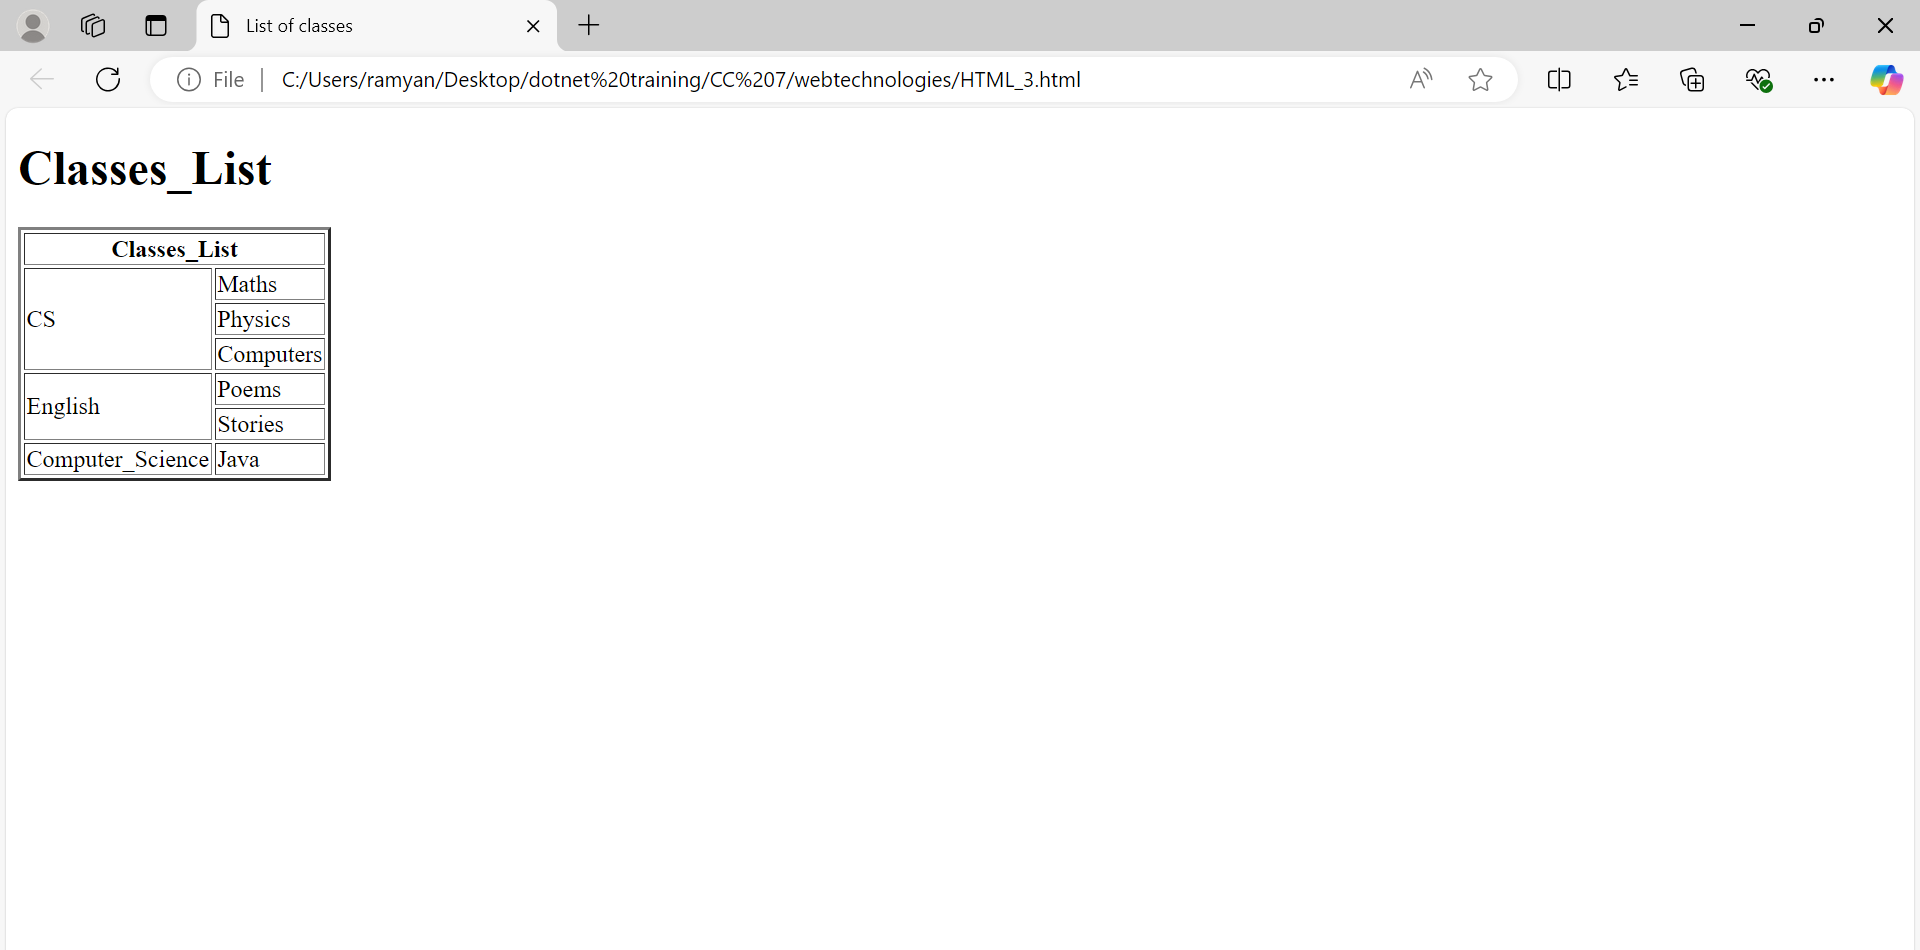 List of classes
File C:/Users/ramyan/Desktop/dotnet%20training/CC%207/webtechnologies/HTML_3.html
Classes_List
Classes_List
CS
Maths
Physics
Computers
English
Poems
Stories
Computer_Science Java